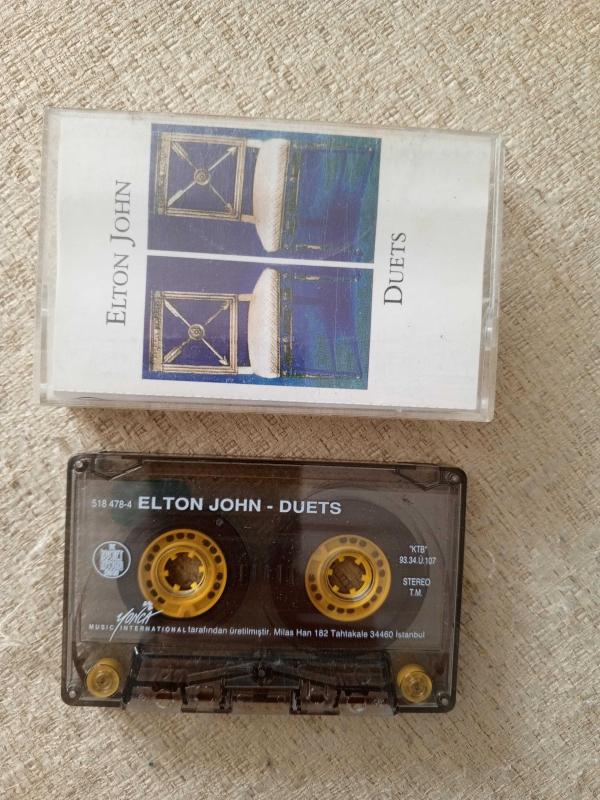 ELTON JOHN
DUETS
518 478-4 ELTON JOHN - DUETS
"KTB"
93.34.Ü.107
STEREO
T.M.
YONCA
MUSIC INTERNATIONAL tarafından üretilmiştir. Milas Han 182 Tahtakale 34460 İstanbul